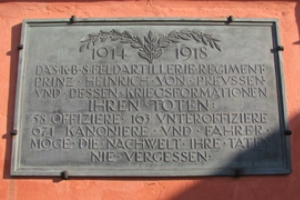 1914 1918
DAS·K·B·8·FELDARTILLERIE·REGIMENT
PRINZ·HEINRICH·VON·PREVSSEN
VND·DESSEN·KRIEGSFORMATIONEN
IHREN TOTEN:
58·OFFIZIERE·163·VNTEROFFIZIERE
671·KANONIERE·VND·FAHRER·
MÖGE·DIE·NACHWELT·IHRE·TATEN
NIE·VERGESSEN·